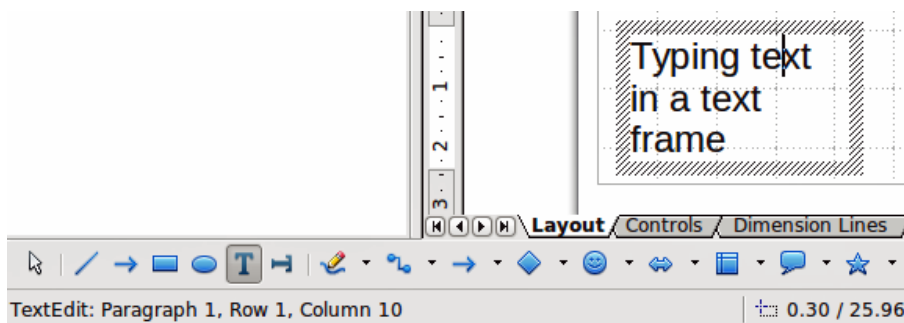 Typing text
in a text
frame
1
2
3
Layout Controls Dimension Lines
T
TextEdit: Paragraph 1, Row 1, Column 10 0.30 / 25.96